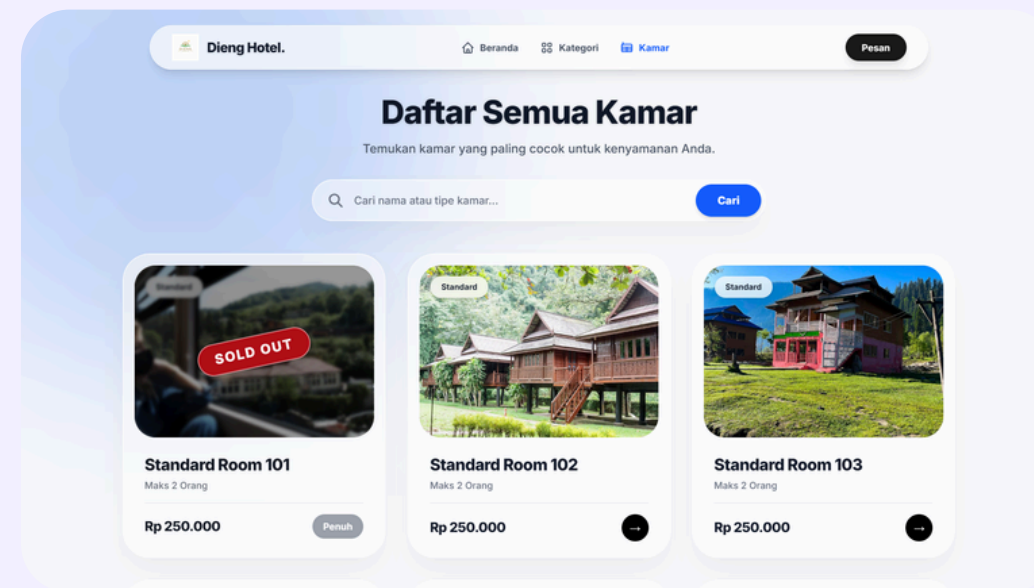 Dieng Hotel.
Beranda
Kategori
Kamar
Pesan
Daftar Semua Kamar
Temukan kamar yang paling cocok untuk kenyamanan Anda.
Cari nama atau tipe kamar...
Cari
Standard
SOLD OUT
Standard Room 101
Maks 2 Orang
Rp 250.000
Penuh
Standard
Standard Room 102
Maks 2 Orang
Rp 250.000
→
Standard
Standard Room 103
Maks 2 Orang
Rp 250.000
→